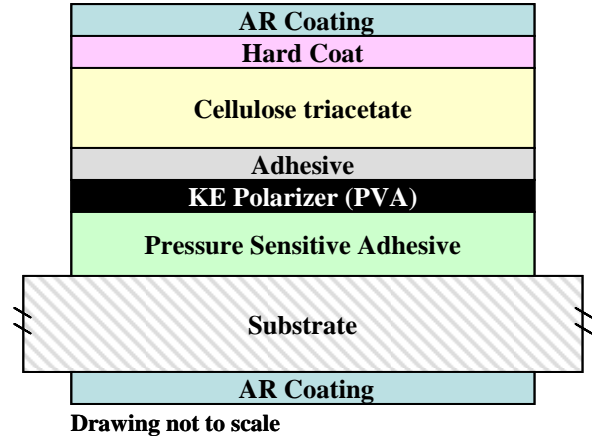 AR Coating
Hard Coat
Cellulose triacetate
Adhesive
KE Polarizer (PVA)
Pressure Sensitive Adhesive
Substrate
AR Coating
Drawing not to scale